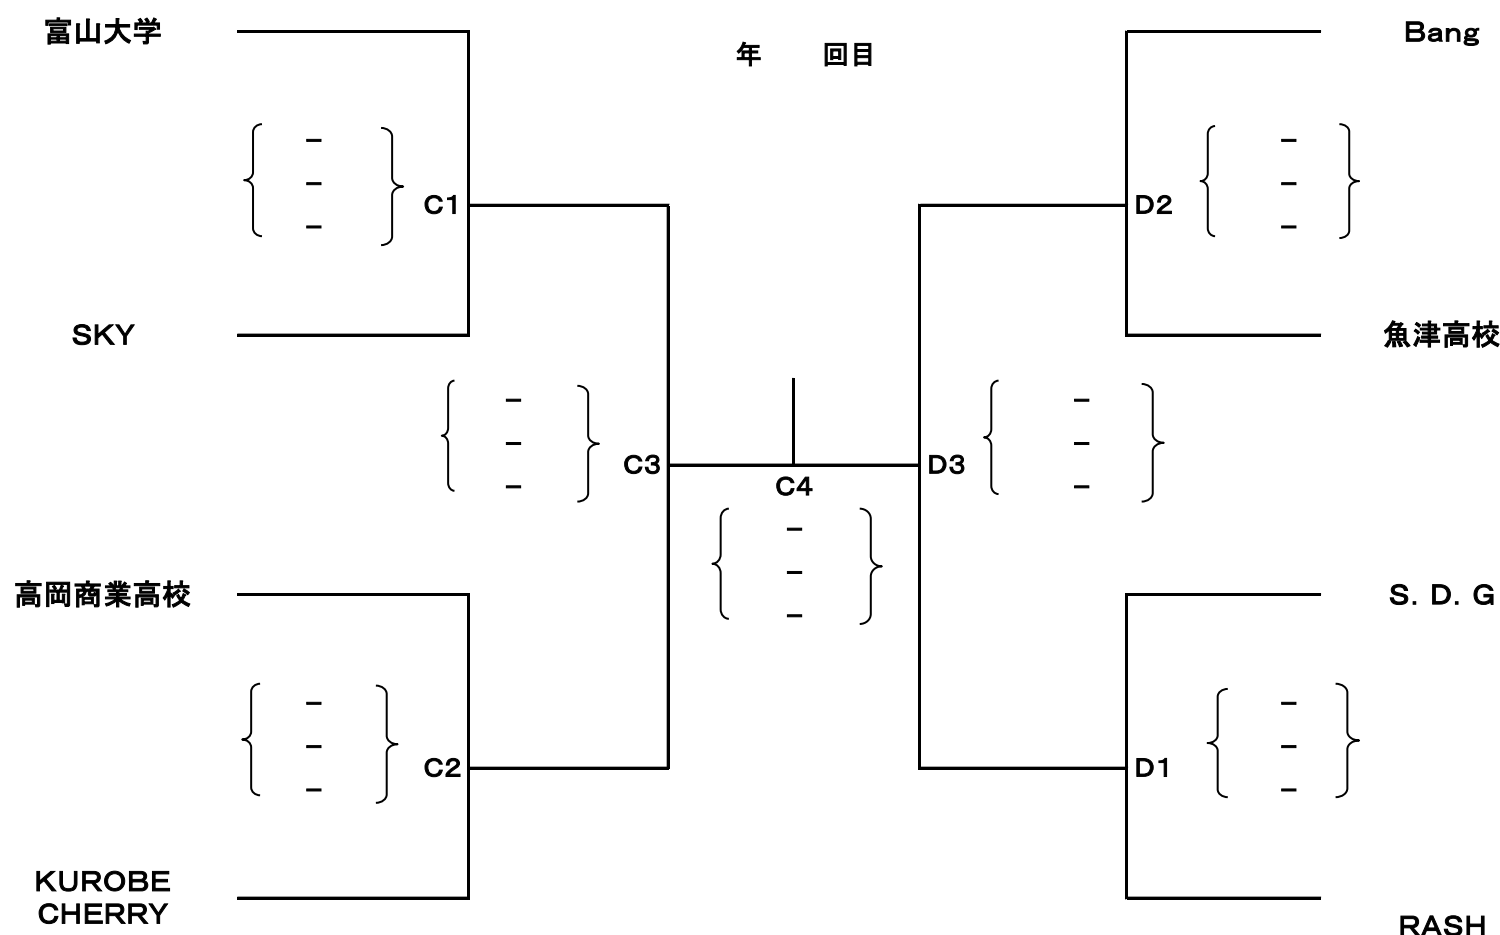 富山大学
年 回目
Bang
–
–
–
–
–
–
C1
D2
SKY
魚津高校
–
–
–
–
–
–
C3
D3
C4
–
–
–
高岡商業高校
S. D. G
–
–
–
–
–
–
C2
D1
KUROBE
CHERRY
RASH